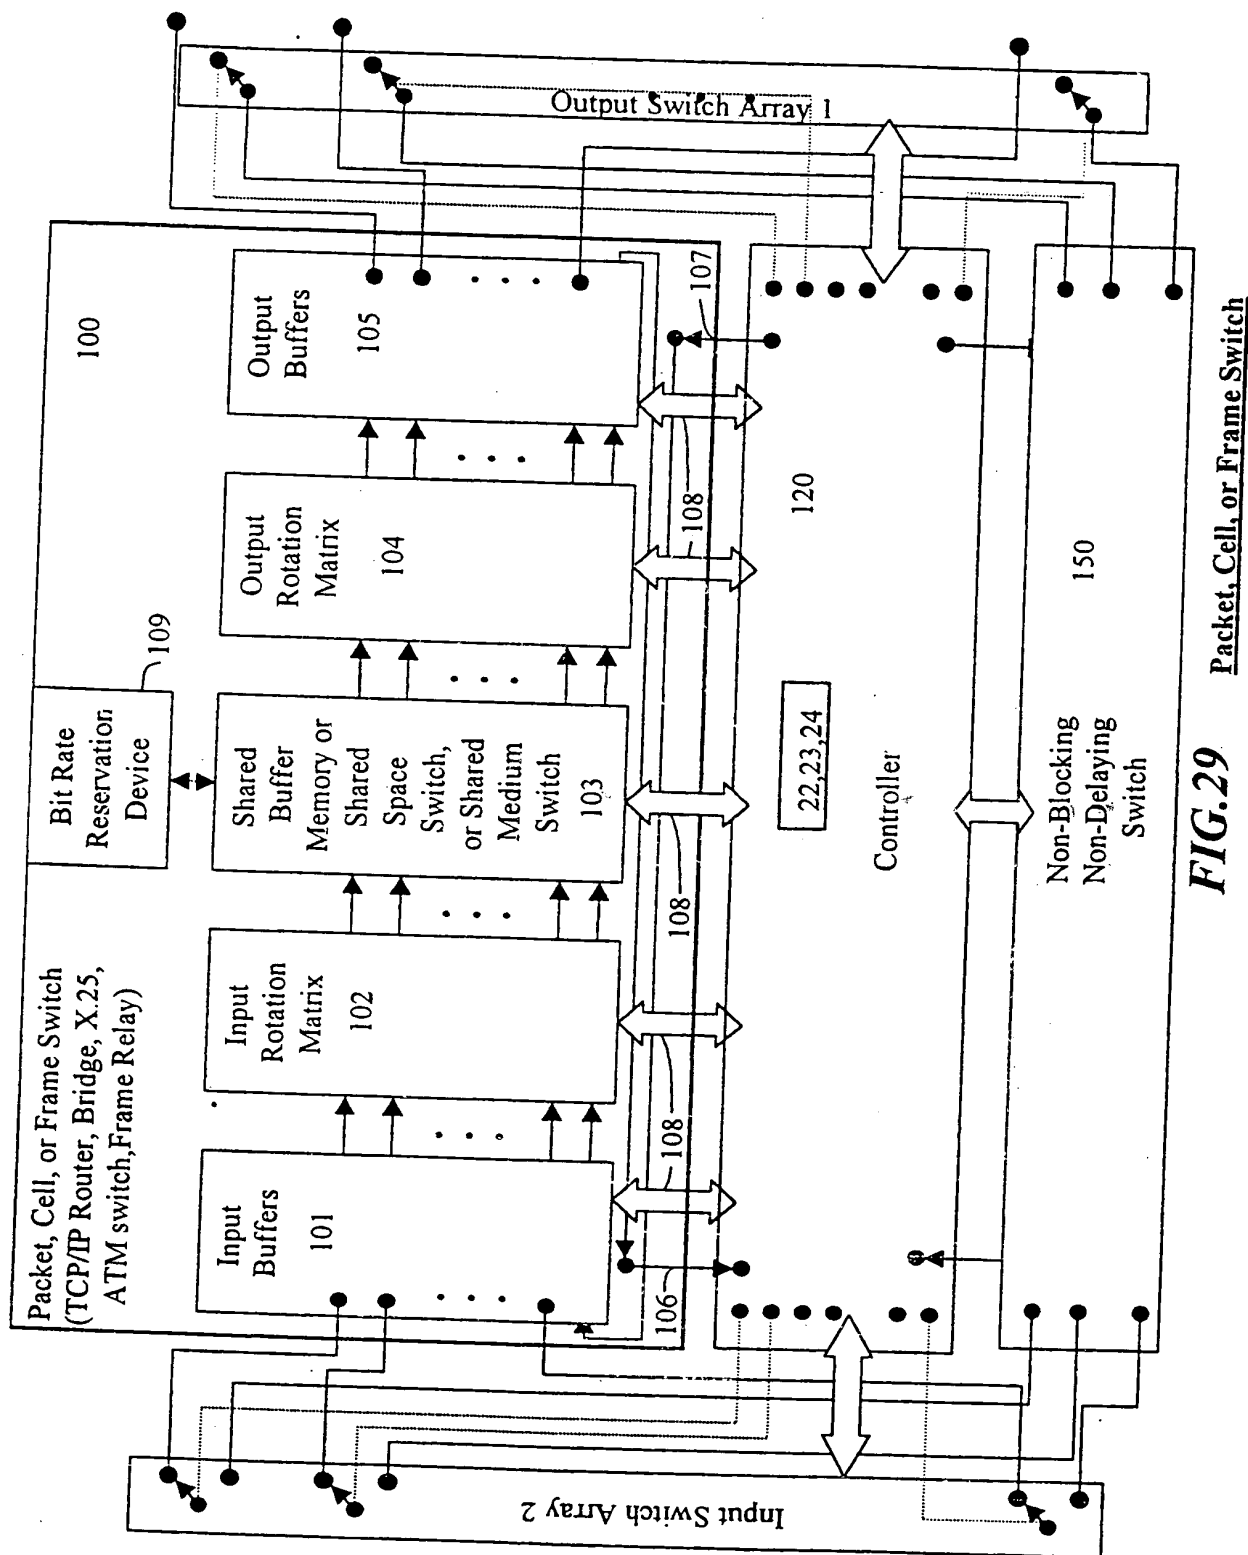 Packet, Cell, or Frame Switch
(TCP/IP Router, Bridge, X.25,
ATM switch,Frame Relay)
100
Bit Rate
Reservation
Device
109
Input
Buffers
101
Input
Rotation
Matrix
102
Shared
Buffer
Memory or
Shared
Space
Switch,
or Shared
Medium
Switch
103
Output
Rotation
Matrix
104
Output
Buffers
105
106
108
108
108
107
22,23,24
Controller
120
Non-Blocking
Non-Delaying
Switch
150
Input Switch Array 2
Output Switch Array 1
FIG.29
Packet, Cell, or Frame Switch